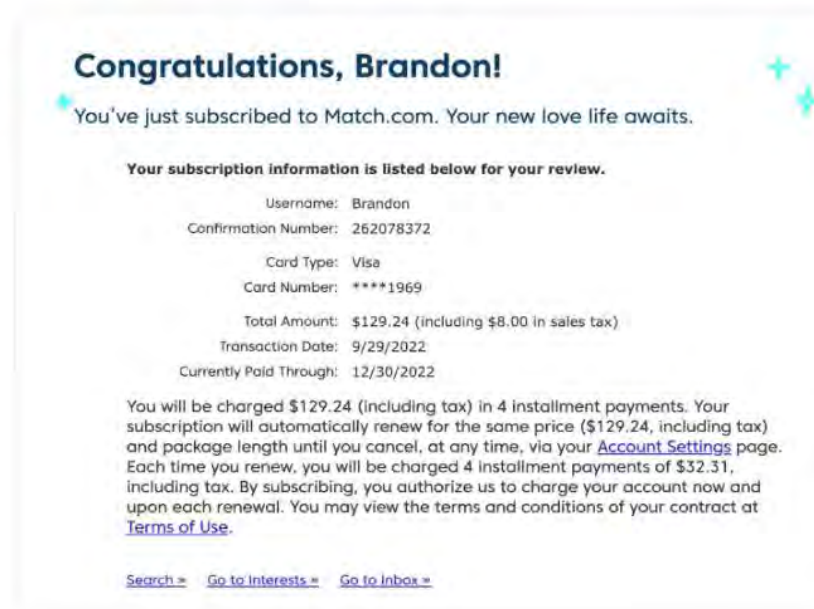 Congratulations, Brandon!
You've just subscribed to Match.com. Your new love life awaits.
Your subscription information is listed below for your review.
Username: Brandon
Confirmation Number: 262078372
Card Type: Visa
Card Number: ****1969
Total Amount: $129.24 (including $8.00 in sales tax)
Transaction Date: 9/29/2022
Currently Paid Through: 12/30/2022
You will be charged $129.24 (including tax) in 4 installment payments. Your
subscription will automatically renew for the same price ($129.24, including tax)
and package length until you cancel, at any time, via your Account Settings page.
Each time you renew, you will be charged 4 installment payments of $32.31,
including tax. By subscribing, you authorize us to charge your account now and
upon each renewal. You may view the terms and conditions of your contract at
Terms of Use.
Search » Go to Interests » Go to Inbox »